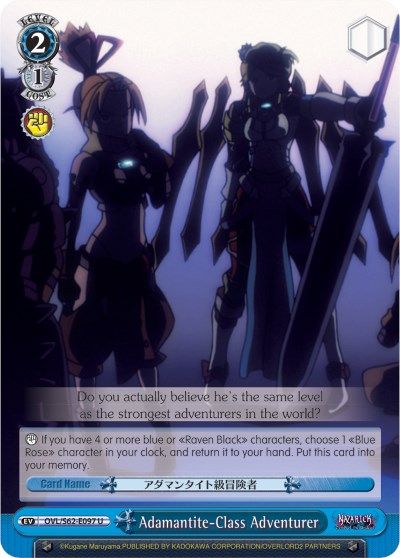 LEVEL
2
1
COST
Do you actually believe he's the same level
as the strongest adventurers in the world?
If you have 4 or more blue or «Raven Black» characters, choose 1 «Blue
Rose» character in your clock, and return it to your hand. Put this card into
your memory.
Card Name
アダマンタイト級冒険者
EV
OVL/S62-E097 U
Adamantite-Class Adventurer
NAZARICK
©Kugane Maruyama,PUBLISHED BY KADOKAWA CORPORATION/OVERLORD2 PARTNERS